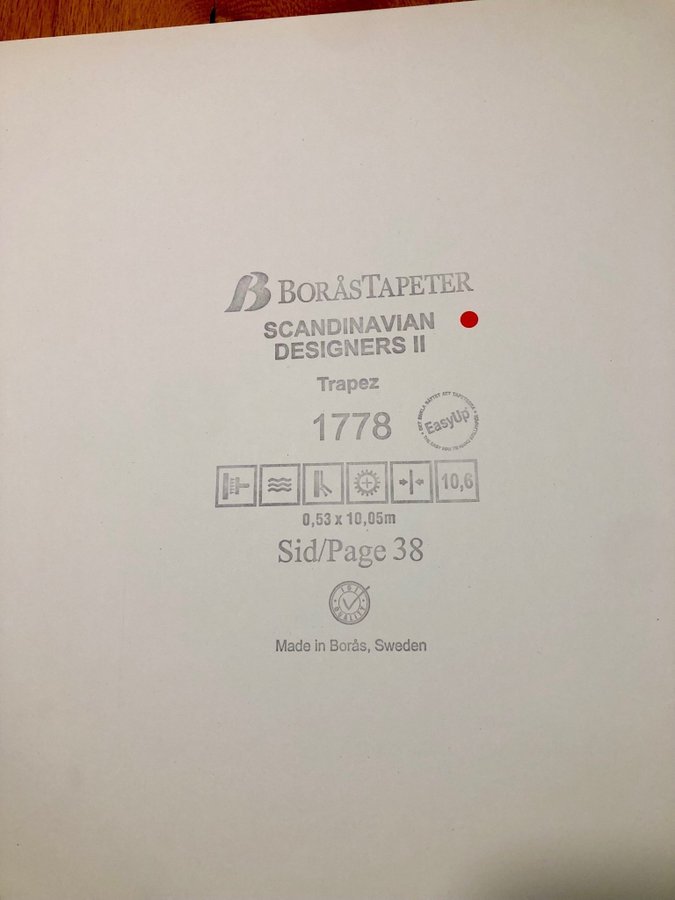 BORÅSTAPETER
SCANDINAVIAN
DESIGNERS II
Trapez
1778
EasyUp
10,6
0,53 x 10,05m
Sid/Page 38
QUALITY
Made in Borås, Sweden